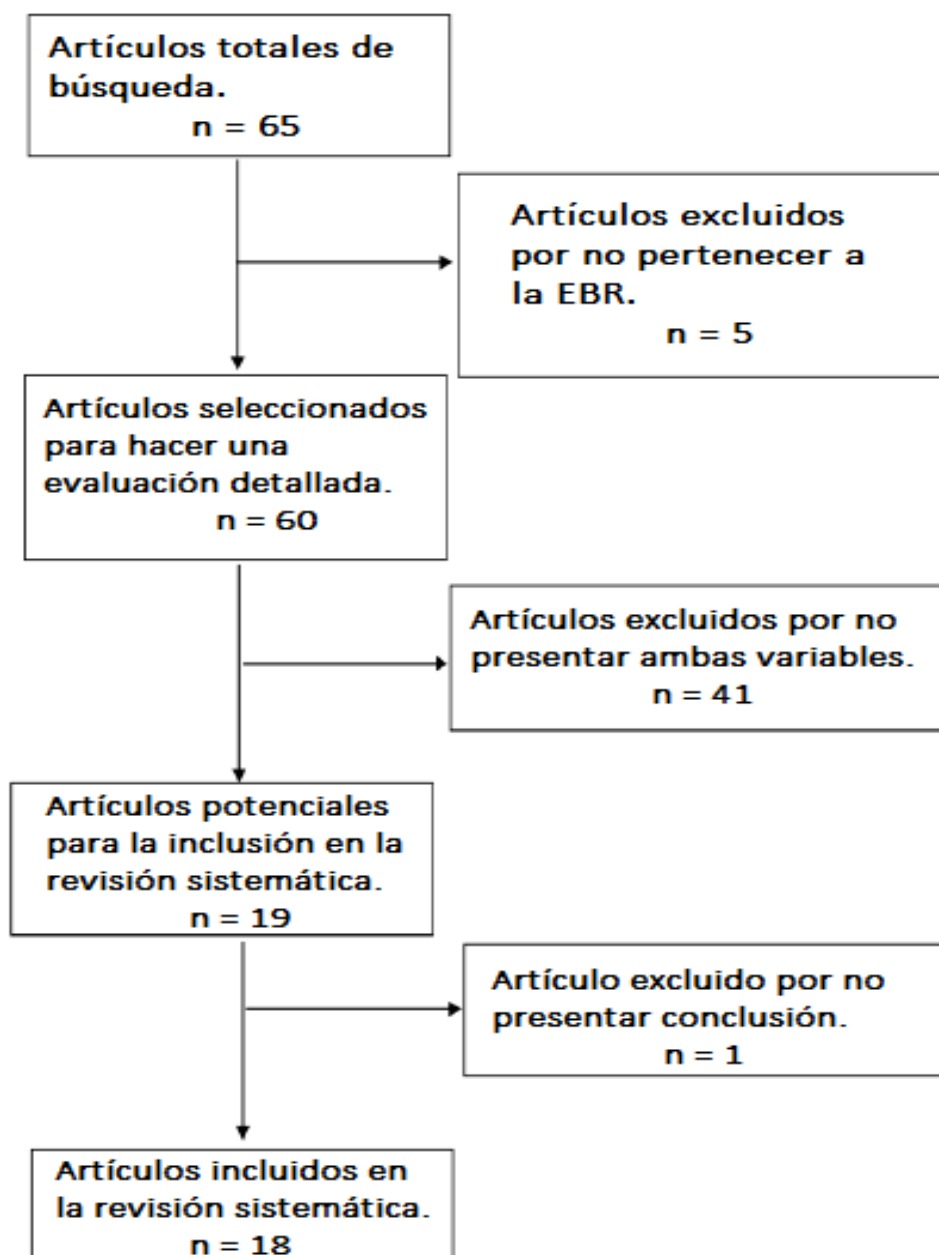 Artículos totales de
búsqueda.
n = 65
Artículos excluidos
por no pertenecer a
la EBR.
n = 5
Artículos seleccionados
para hacer una
evaluación detallada.
n = 60
Artículos excluidos por no
presentar ambas variables.
n = 41
Artículos potenciales
para la inclusión en la
revisión sistemática.
n = 19
Artículo excluido por no
presentar conclusión.
n = 1
Artículos incluidos en
la revisión sistemática.
n = 18